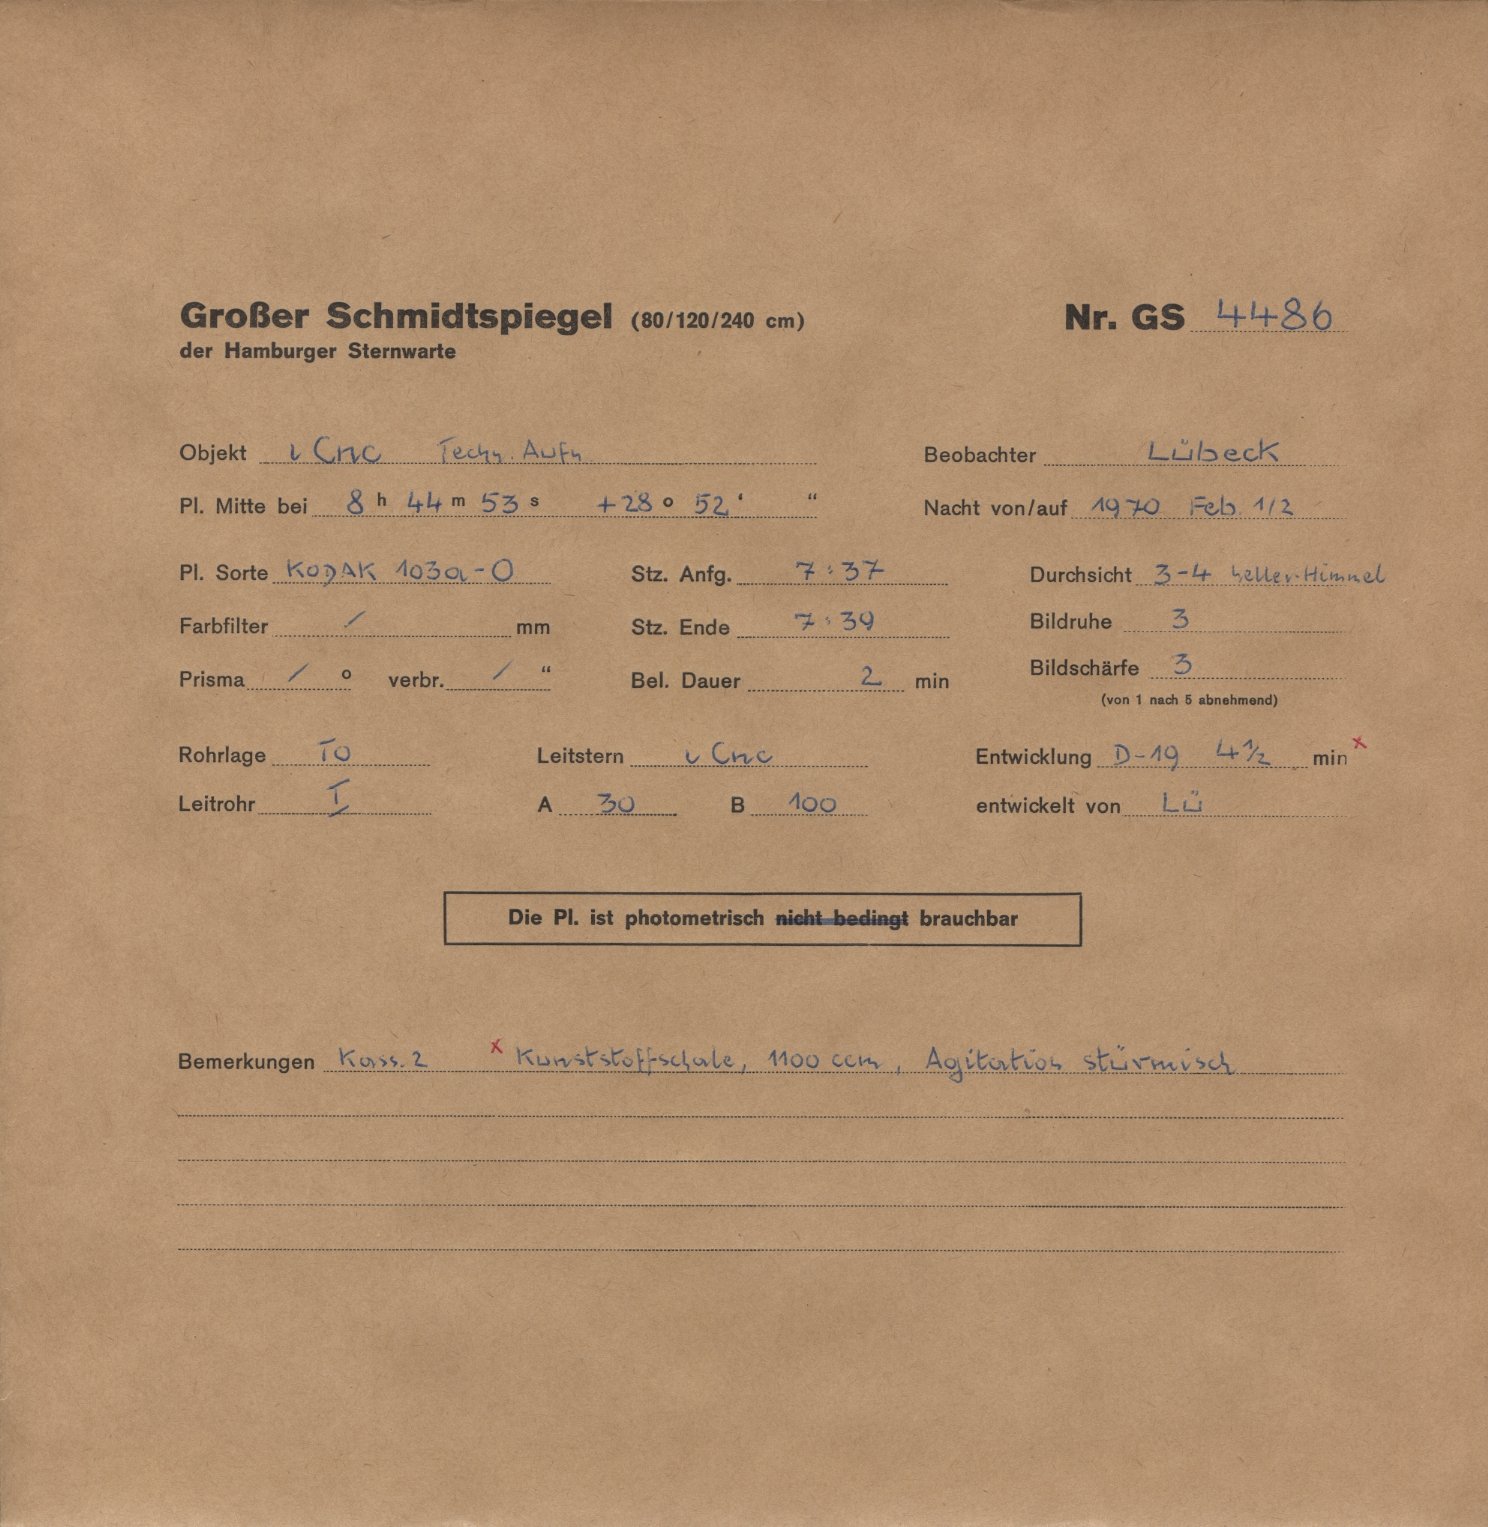 Großer Schmidtspiegel (80/120/240 cm) Nr. GS 4486
der Hamburger Sternwarte
Objekt ι Cnc Techn. Aufn Beobachter Lübeck
Pl. Mitte bei 8 h 44 m 53 s +28 o 52 ‘ “ Nacht von/auf 1970 Feb. 1/2
Pl. Sorte KODAK 103a-O Stz. Anfg. 7:37 Durchsicht 3-4 heller Himmel
Farbfilter / mm Stz. Ende 7:39 Bildruhe 3
Prisma / o verbr. / “ Bel. Dauer 2 min Bildschärfe 3
(von 1 nach 5 abnehmend)
Rohrlage TO Leitstern ι Cnc Entwicklung D-19 4½ min x
Leitrohr I A 30 B 100 entwickelt von Lü
Die Pl. ist photometrisch nicht bedingt brauchbar
Bemerkungen Kass. 2 x Kunststoffschale, 1100 ccm, Agitation stürmisch